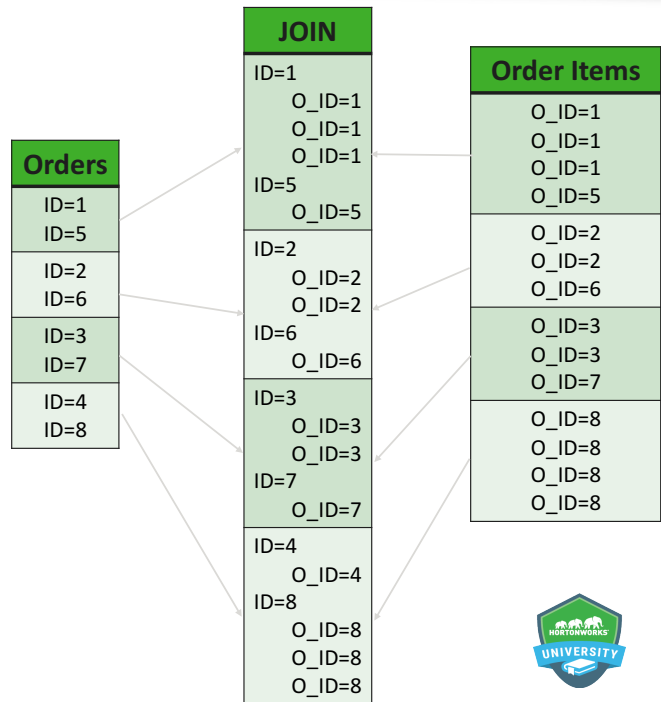 Orders
ID=1
ID=5
ID=2
ID=6
ID=3
ID=7
ID=4
ID=8
JOIN
ID=1
O_ID=1
O_ID=1
O_ID=1
ID=5
O_ID=5
ID=2
O_ID=2
O_ID=2
ID=6
O_ID=6
ID=3
O_ID=3
O_ID=3
ID=7
O_ID=7
ID=4
O_ID=4
ID=8
O_ID=8
O_ID=8
O_ID=8
Order Items
O_ID=1
O_ID=1
O_ID=1
O_ID=5
O_ID=2
O_ID=2
O_ID=6
O_ID=3
O_ID=3
O_ID=7
O_ID=8
O_ID=8
O_ID=8
O_ID=8
HORTONWORKS
UNIVERSITY